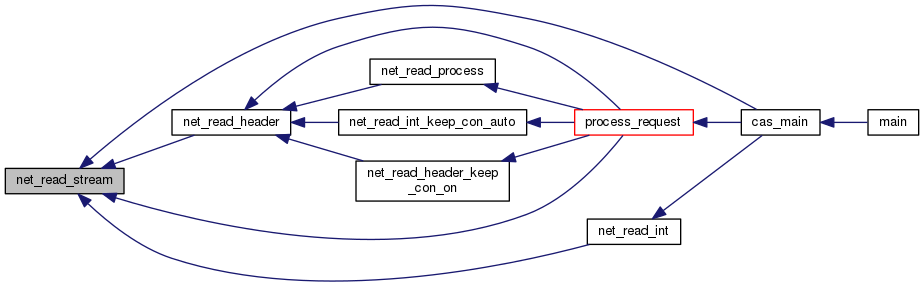 net_read_stream
net_read_header
net_read_process
net_read_int_keep_con_auto
net_read_header_keep
_con_on
process_request
net_read_int
cas_main
main